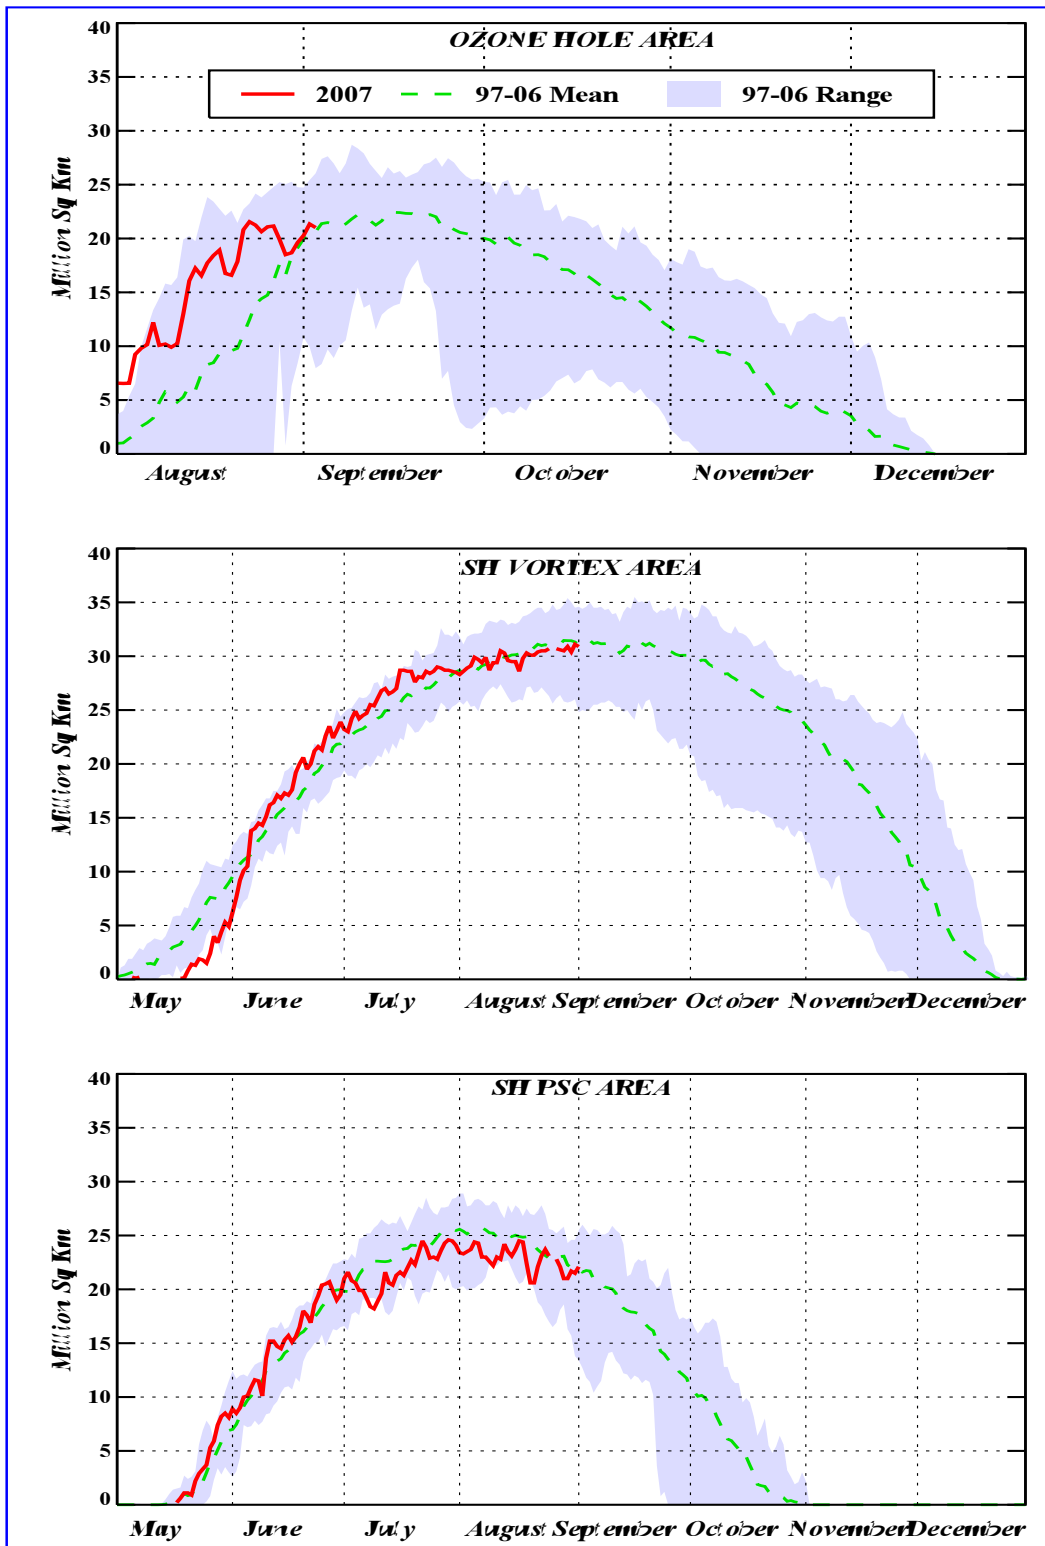 OZONE HOLE AREA
2007 97-06 Mean 97-06 Range
Million Sq Km
40
35
30
25
20
15
10
5
0
August September October November December
SH VORTEX AREA
Million Sq Km
40
35
30
25
20
15
10
5
0
May June July August September October November December
SH PSC AREA
Million Sq Km
40
35
30
25
20
15
10
5
0
May June July August September October November December